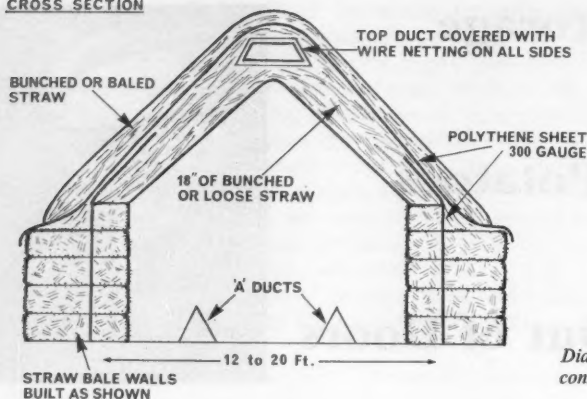 CROSS SECTION
TOP DUCT COVERED WITH
WIRE NETTING ON ALL SIDES
BUNCHED OR BALED
STRAW
POLYTHENE SHEET
300 GAUGE
18" OF BUNCHED
OR LOOSE STRAW
'A' DUCTS
12 to 20 Ft.
STRAW BALE WALLS
BUILT AS SHOWN